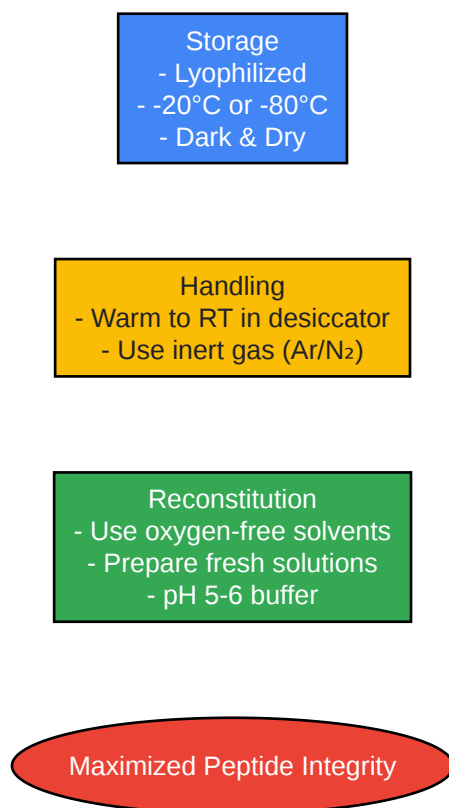 Storage
- Lyophilized
- -20°C or -80°C
- Dark & Dry
Handling
- Warm to RT in desiccator
- Use inert gas (Ar/N₂)
Reconstitution
- Use oxygen-free solvents
- Prepare fresh solutions
- pH 5-6 buffer
Maximized Peptide Integrity